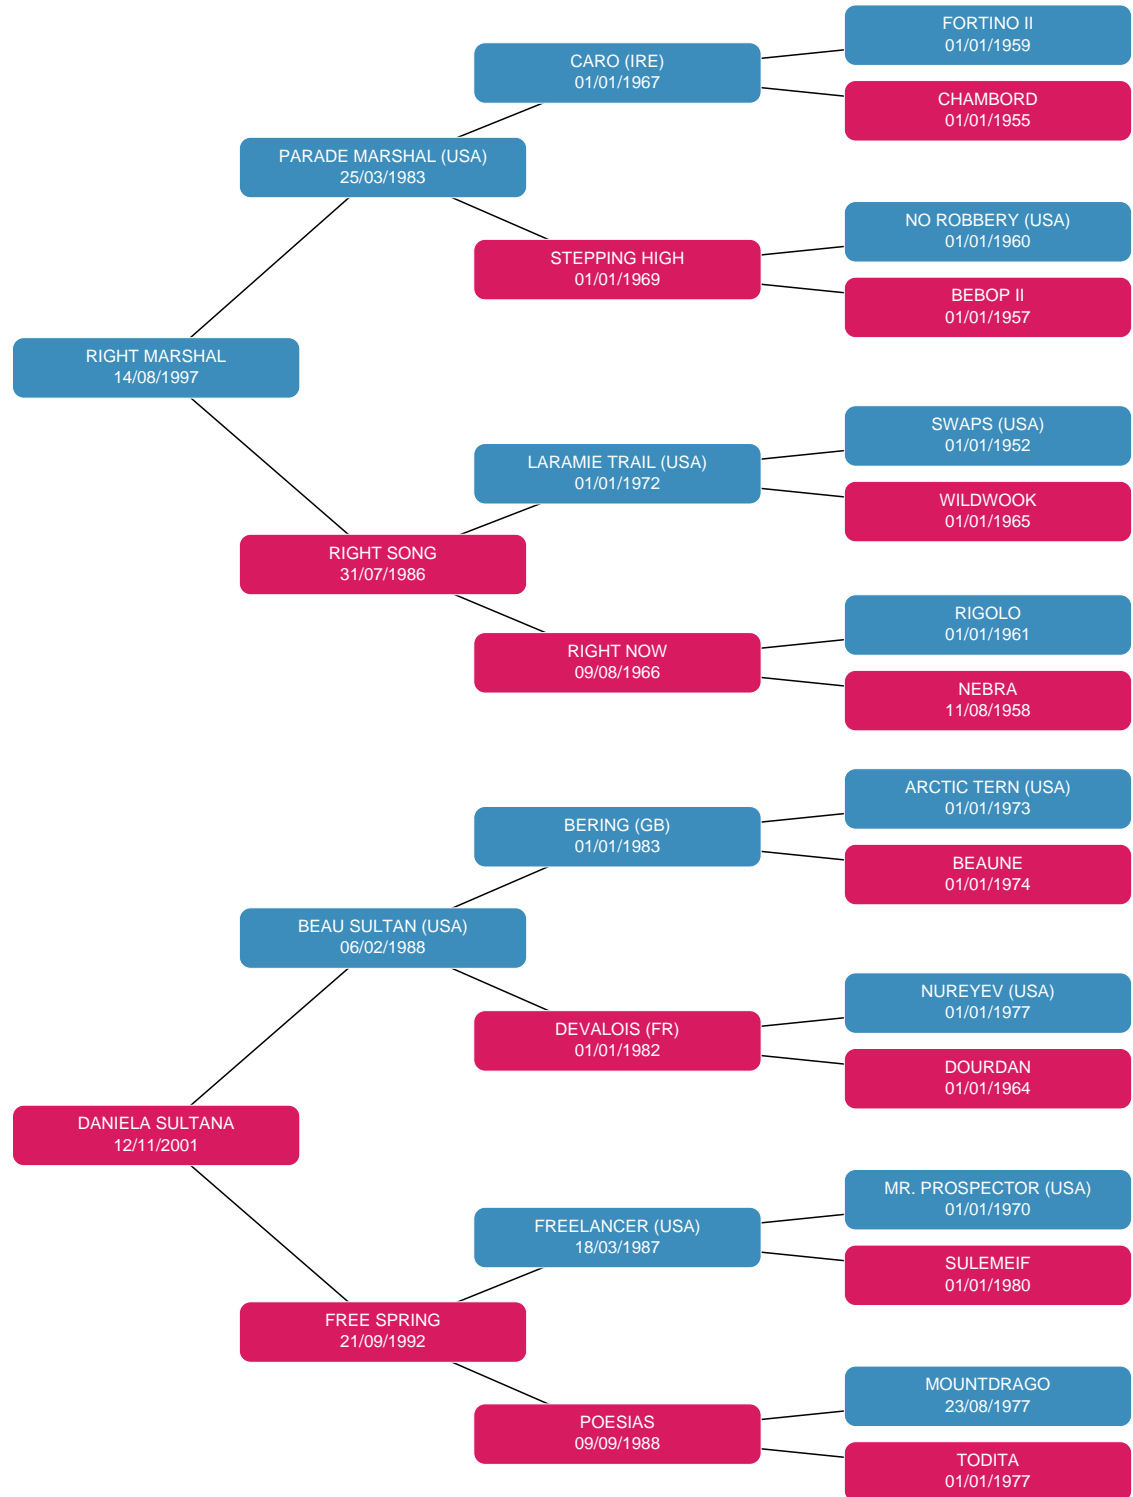 FORTINO II
01/01/1959
CARO (IRE)
01/01/1967
CHAMBORD
01/01/1955
PARADE MARSHAL (USA)
25/03/1983
NO ROBBERY (USA)
01/01/1960
STEPPING HIGH
01/01/1969
BEBOP II
01/01/1957
RIGHT MARSHAL
14/08/1997
SWAPS (USA)
01/01/1952
LARAMIE TRAIL (USA)
01/01/1972
WILDWOOK
01/01/1965
RIGHT SONG
31/07/1986
RIGOLO
01/01/1961
RIGHT NOW
09/08/1966
NEBRA
11/08/1958
ARCTIC TERN (USA)
01/01/1973
BERING (GB)
01/01/1983
BEAUNE
01/01/1974
BEAU SULTAN (USA)
06/02/1988
NUREYEV (USA)
01/01/1977
DEVALOIS (FR)
01/01/1982
DOURDAN
01/01/1964
DANIELA SULTANA
12/11/2001
MR. PROSPECTOR (USA)
01/01/1970
FREELANCER (USA)
18/03/1987
SULEMEIF
01/01/1980
FREE SPRING
21/09/1992
MOUNTDRAGO
23/08/1977
POESIAS
09/09/1988
TODITA
01/01/1977